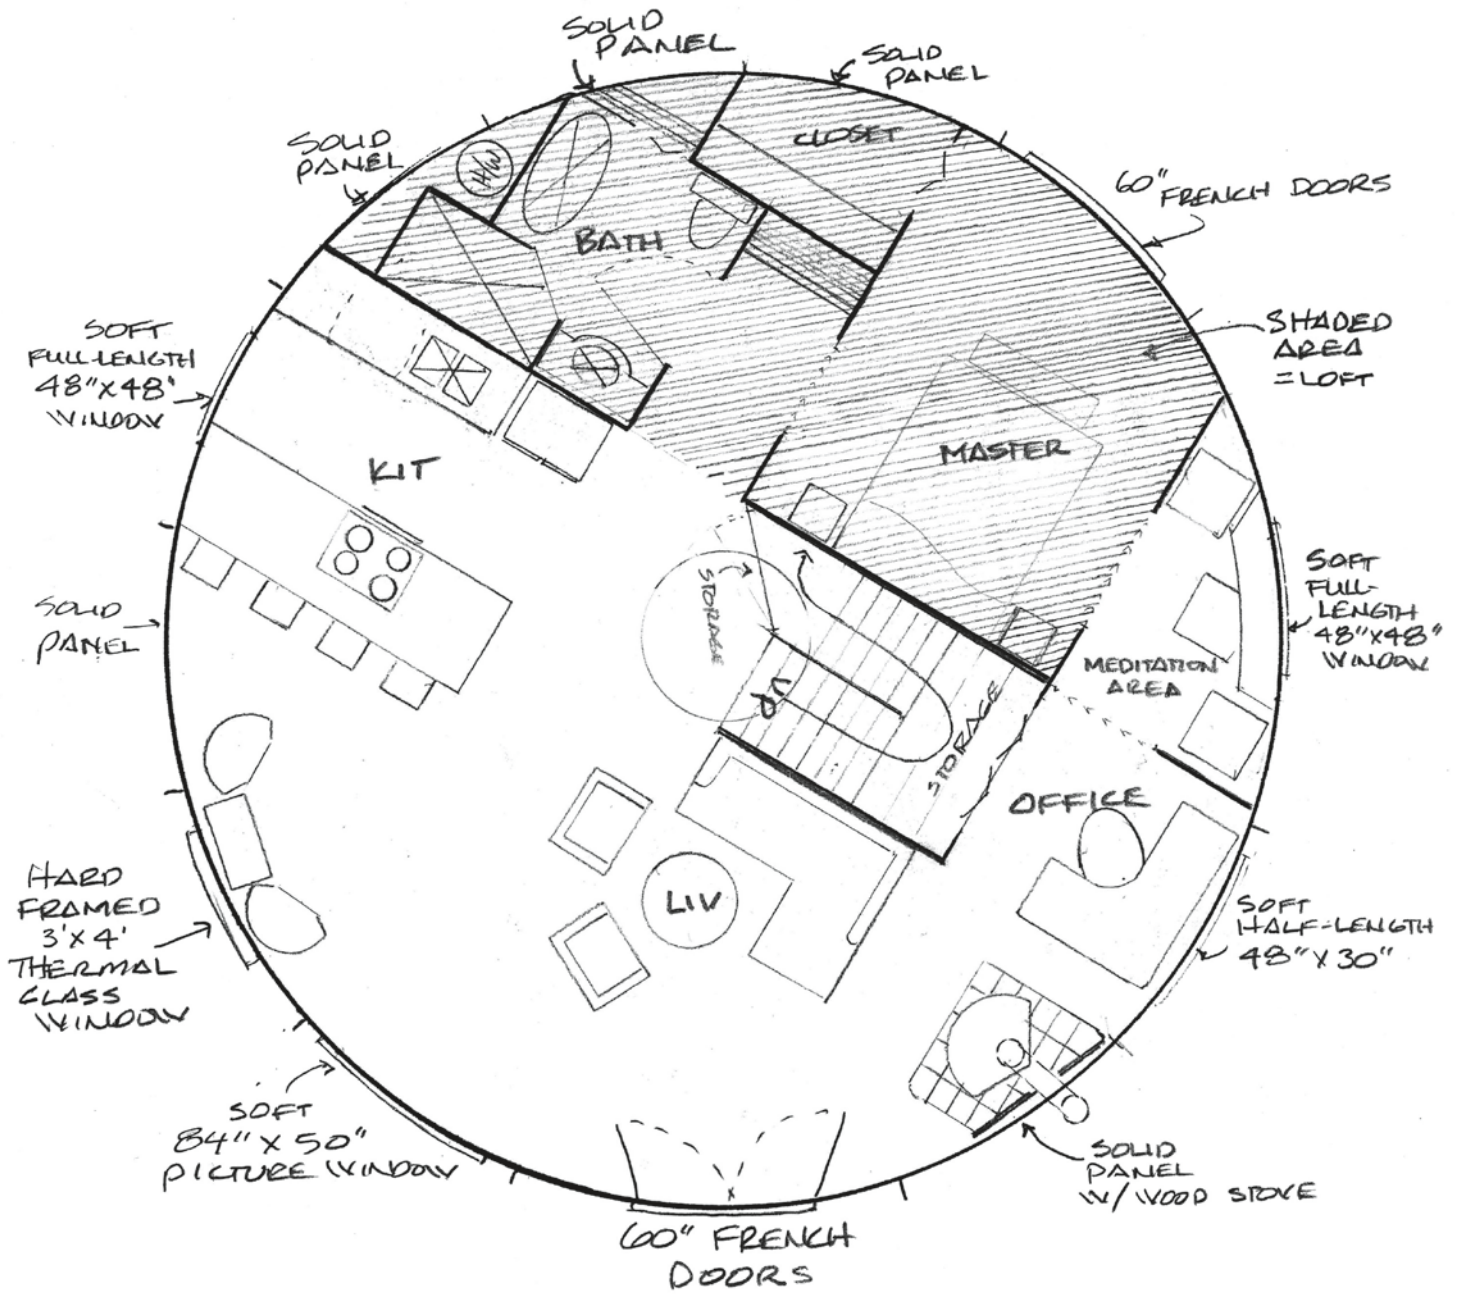 SOLID
PANEL
SOLID
PANEL
SOLID
PANEL
60" FRENCH DOORS
SHADED
AREA
= LOFT
SOFT
FULL-
LENGTH
48"X48"
WINDOW
SOFT
HALF-LENGTH
48"X30"
SOLID
PANEL
W/WOOD STOVE
60" FRENCH
DOORS
SOFT
84" X 50"
PICTURE WINDOW
HARD
FRAMED
3'X4'
THERMAL
GLASS
WINDOW
SOLID
PANEL
SOFT
FULL-LENGTH
48"X48"
WINDOW
H/W
CLOSET
BATH
KIT
MASTER
STORAGE
STORAGE
MEDITATION
AREA
OFFICE
LIV